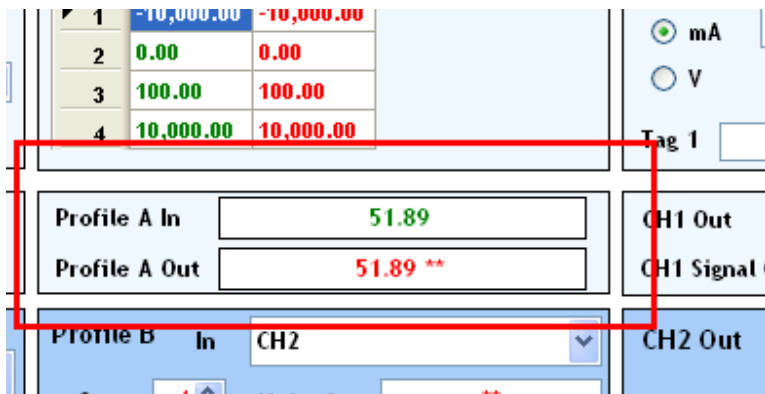 1 -10,000.00 -10,000.00
mA
2 0.00 0.00
V
3 100.00 100.00
4 10,000.00 10,000.00
Tag 1
Profile A In 51.89
CH1 Out
Profile A Out 51.89 **
CH1 Signal
Profile B In CH2
CH2 Out
**